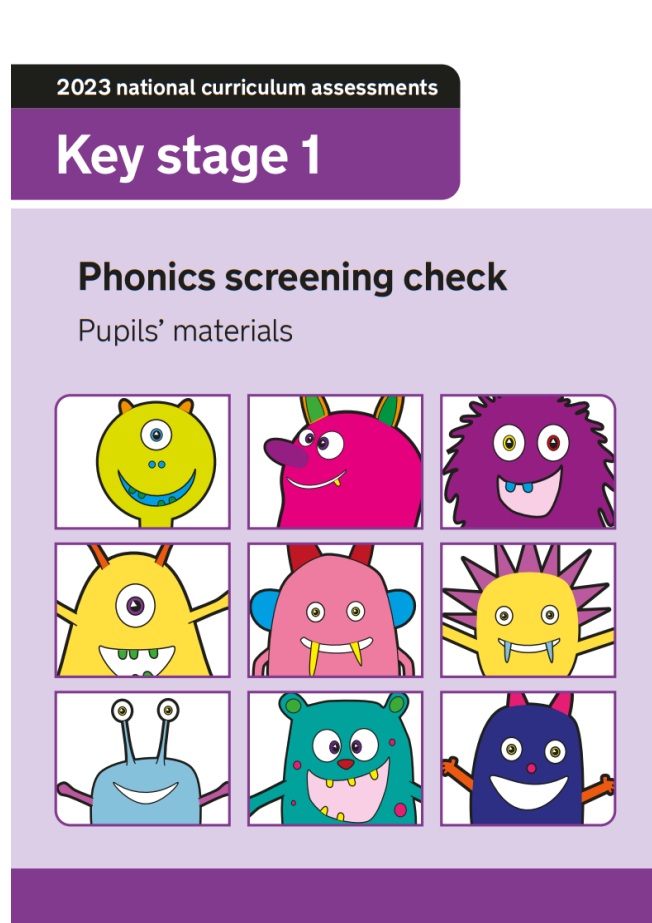 2023 national curriculum assessments
Key stage 1
Phonics screening check
Pupils’ materials